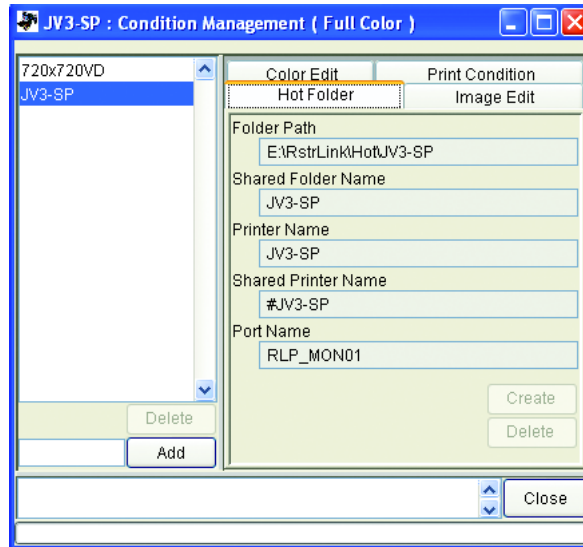 JV3-SP : Condition Management ( Full Color )
720x720VD
JV3-SP
Color Edit
Print Condition
Hot Folder
Image Edit
Folder Path
E:\RstrLink\Hot\JV3-SP
Shared Folder Name
JV3-SP
Printer Name
JV3-SP
Shared Printer Name
#JV3-SP
Port Name
RLP_MON01
Create
Delete
Delete
Add
Close